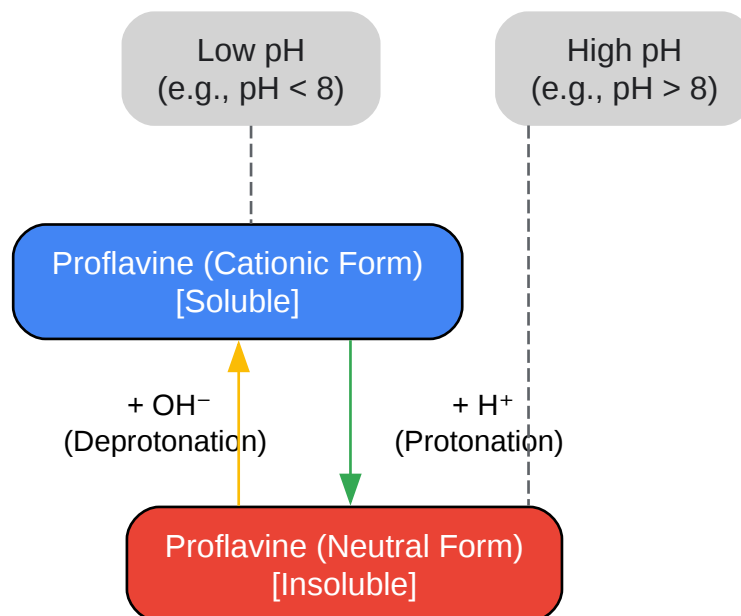 Low pH
(e.g., pH < 8)
High pH
(e.g., pH > 8)
Proflavine (Cationic Form)
[Soluble]
+ OH⁻
(Deprotonation)
+ H⁺
(Protonation)
Proflavine (Neutral Form)
[Insoluble]